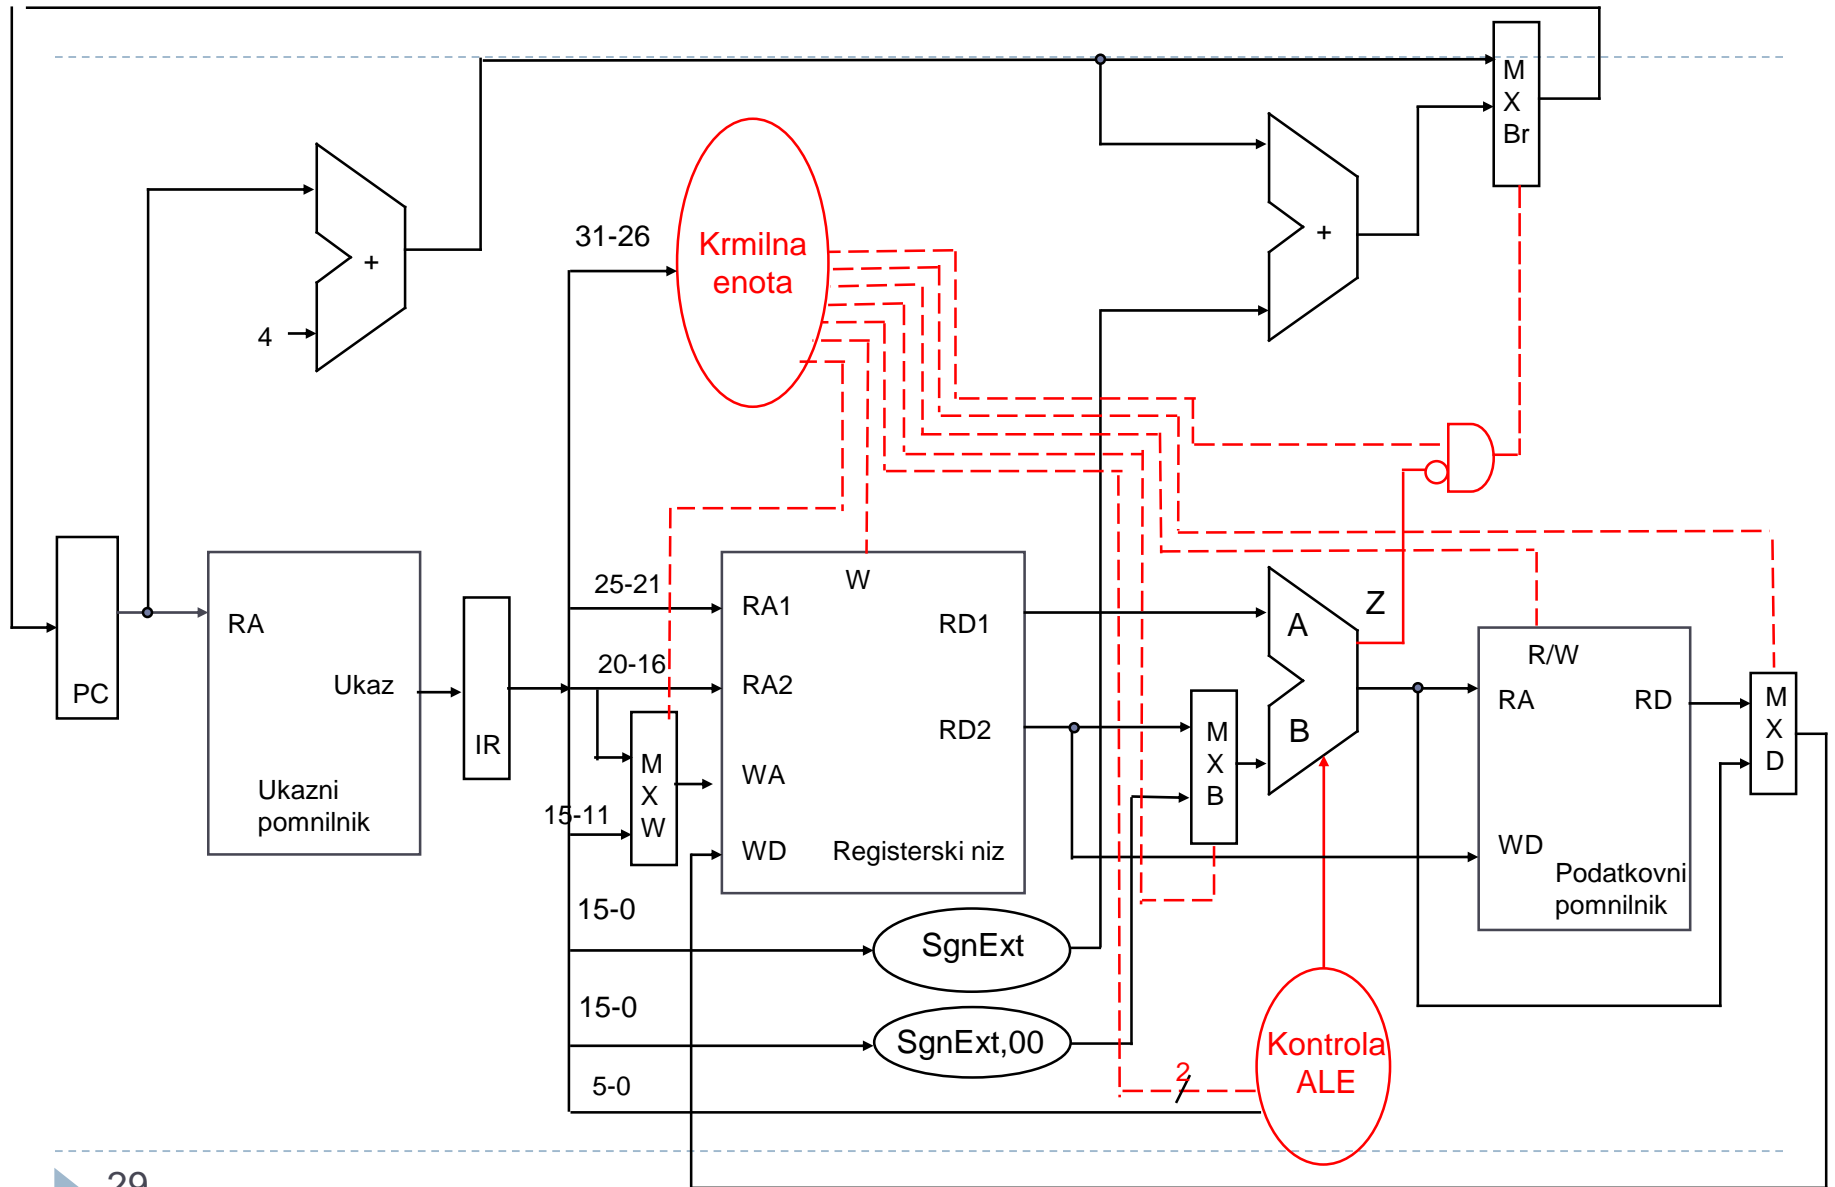 M
X
Br
31-26
Krmilna
enota
+
+
4
25-21
W
RA1
RD1
A
Z
RA
20-16
R/W
Ukaz
RA2
RA
RD
M
X
D
PC
RD2
B
M
X
B
IR
M
X
W
WA
Ukazni
pomnilnik
15-11
WD
Registerski niz
WD
Podatkovni
pomnilnik
15-0
SgnExt
15-0
SgnExt,00
Kontrola
ALE
2
5-0
29